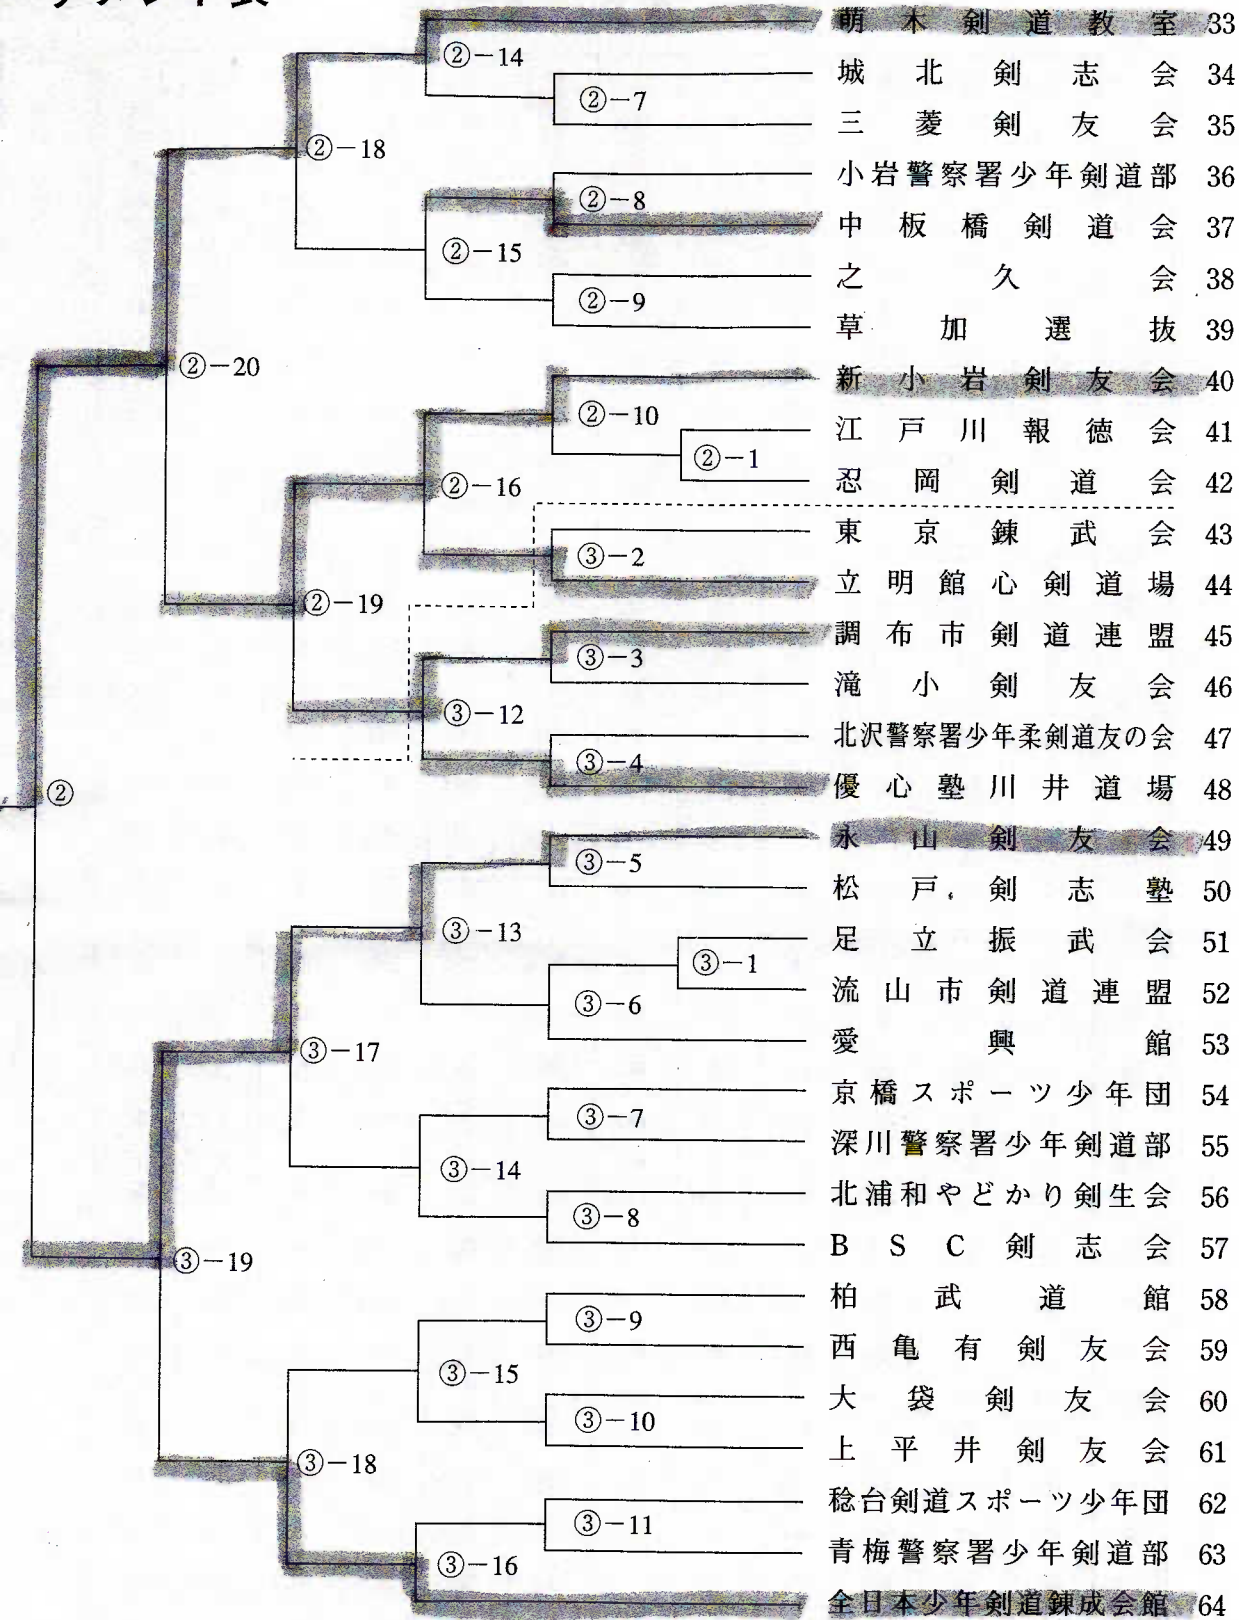 萌木剣道教室 33
②-14
城北剣志会 34
②-7
三菱剣友会 35
②-18
小岩警察署少年剣道部 36
②-8
中板橋剣道会 37
②-15
之久会 38
②-9
草加選抜 39
②-20
新小岩剣友会 40
②-10
江戸川報徳会 41
②-1
忍岡剣道会 42
②-16
東京錬武会 43
③-2
立明館心剣道場 44
②-19
調布市剣道連盟 45
③-3
滝小剣友会 46
③-12
北沢警察署少年柔剣道友の会 47
③-4
優心塾川井道場 48
②
永山剣友会 49
③-5
松戸剣志塾 50
③-13
足立振武会 51
③-1
流山市剣道連盟 52
③-6
愛興館 53
③-17
京橋スポーツ少年団 54
③-7
深川警察署少年剣道部 55
③-14
北浦和やどかり剣生会 56
③-8
BSC剣志会 57
③-19
柏武道館 58
③-9
西亀有剣友会 59
③-15
大袋剣友会 60
③-10
上平井剣友会 61
③-18
稔台剣道スポーツ少年団 62
③-11
青梅警察署少年剣道部 63
③-16
全日本少年剣道錬成会館 64